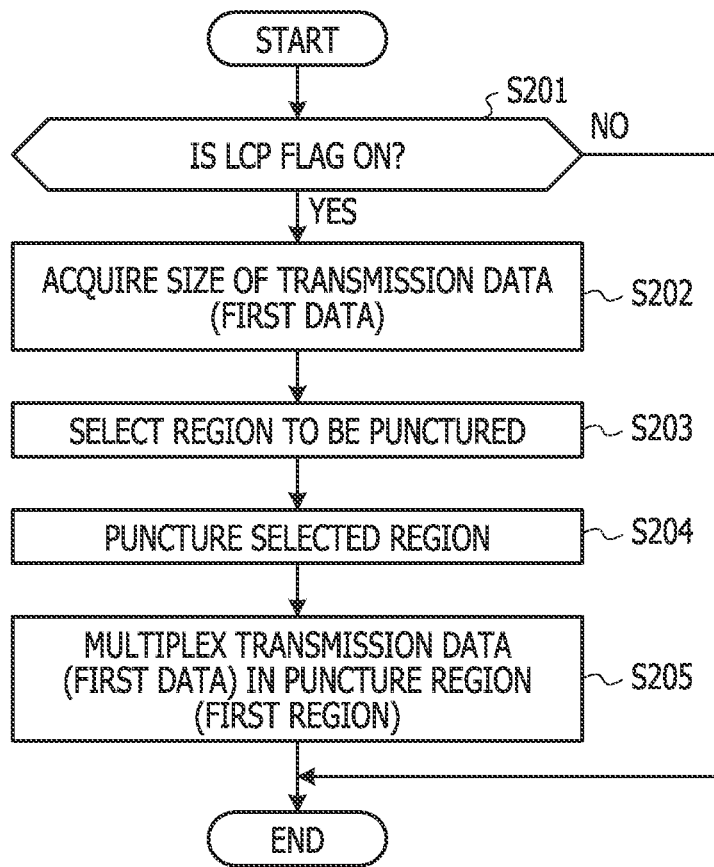 START
S201
IS LCP FLAG ON?
NO
YES
ACQUIRE SIZE OF TRANSMISSION DATA
(FIRST DATA)
S202
SELECT REGION TO BE PUNCTURED
S203
PUNCTURE SELECTED REGION
S204
MULTIPLEX TRANSMISSION DATA
(FIRST DATA) IN PUNCTURE REGION
(FIRST REGION)
S205
END